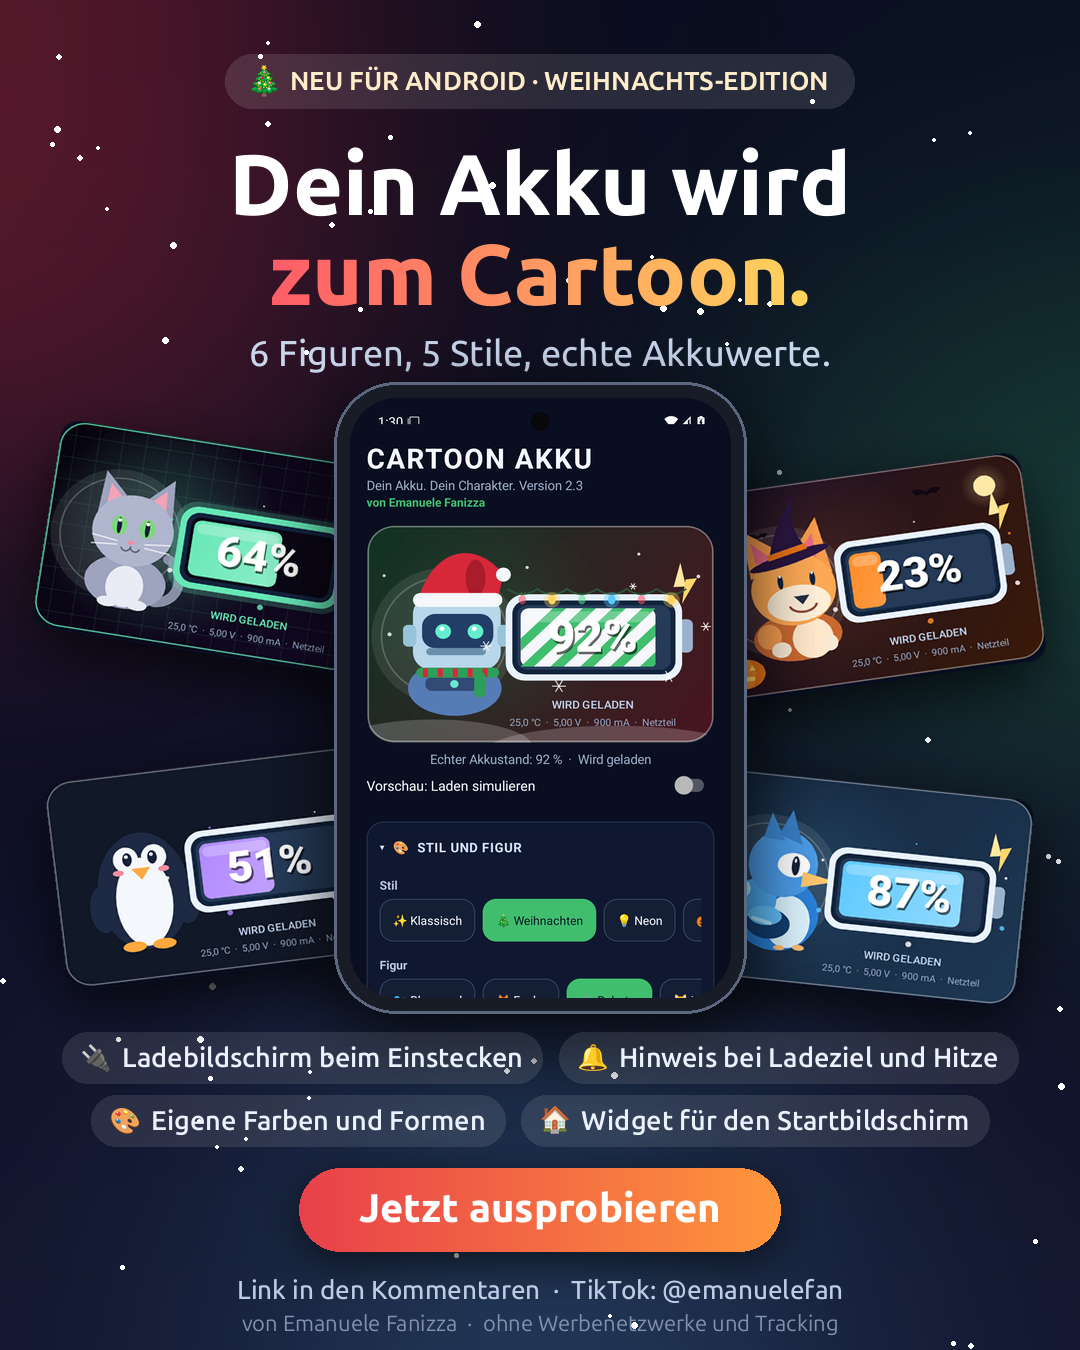 🎄 NEU FÜR ANDROID · WEIHNACHTS-EDITION
Dein Akku wird
zum Cartoon.
6 Figuren, 5 Stile, echte Akkuwerte.
1:30
CARTOON AKKU
Dein Akku. Dein Charakter. Version 2.3
von Emanuele Fanizza
64%
WIRD GELADEN
25,0 °C · 5,00 V · 900 mA · Netzteil
92%
WIRD GELADEN
25,0 °C · 5,00 V · 900 mA · Netzteil
23%
WIRD GELADEN
25,0 °C · 5,00 V · 900 mA · Netzteil
Echter Akkustand: 92 % · Wird geladen
Vorschau: Laden simulieren
▾ 🎨 STIL UND FIGUR
Stil
✨ Klassisch 🎄 Weihnachten 💡 Neon
Figur
51%
WIRD GELADEN
25,0 °C · 5,00 V · 900 mA ·
87%
WIRD GELADEN
25,0 °C · 5,00 V · 900 mA · Netzteil
🔌 Ladebildschirm beim Einstecken
🔔 Hinweis bei Ladeziel und Hitze
🎨 Eigene Farben und Formen
🏠 Widget für den Startbildschirm
Jetzt ausprobieren
Link in den Kommentaren · TikTok: @emanuelefan
von Emanuele Fanizza · ohne Werbenetzwerke und Tracking